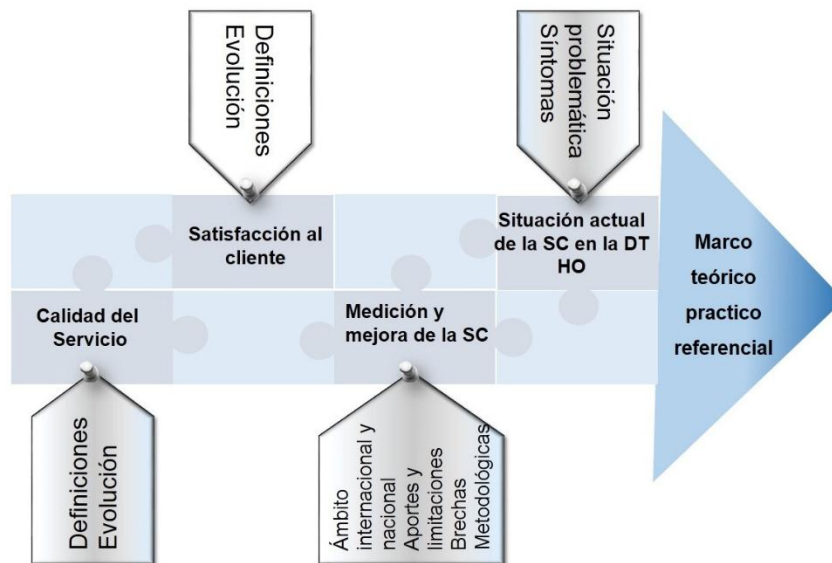 Definiciones
Evolución
Situación
problemática
Síntomas
Satisfacción al
cliente
Situación actual
de la SC en la DT
HO
Calidad del
Servicio
Medición y
mejora de la SC
Marco
teórico
practico
referencial
Definiciones
Evolución
Ámbito
internacional y
nacional
Aportes y
limitaciones
Brechas
Metodológicas